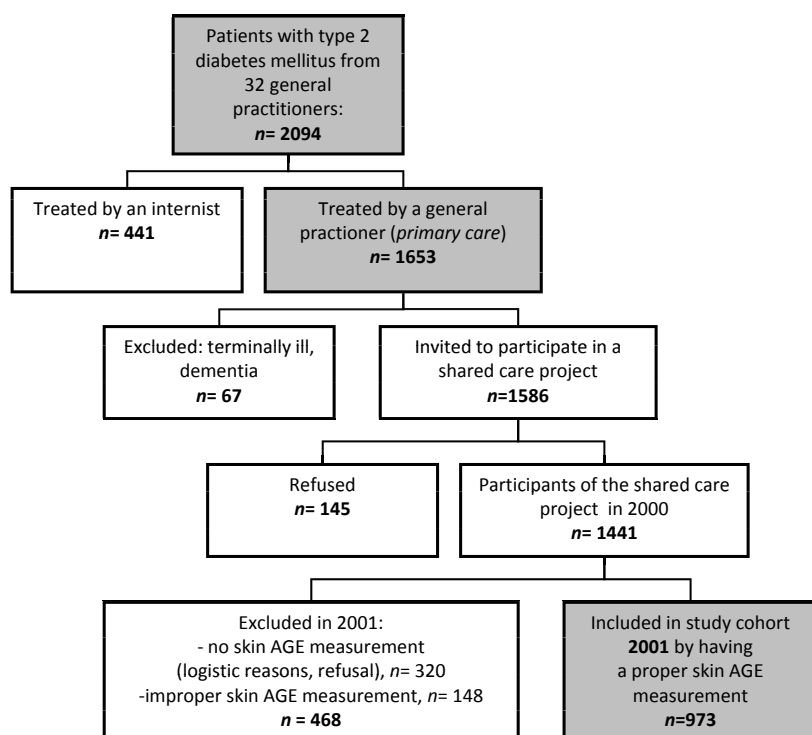 Patients with type 2
diabetes mellitus from
32 general
practitioners:
n= 2094
Treated by an internist
n= 441
Treated by a general
practioner (primary care)
n= 1653
Excluded: terminally ill,
dementia
n= 67
Invited to participate in a
shared care project
n=1586
Refused
n= 145
Participants of the shared care
project in 2000
n= 1441
Excluded in 2001:
- no skin AGE measurement
(logistic reasons, refusal), n= 320
-improper skin AGE measurement, n= 148
n = 468
Included in study cohort
2001 by having
a proper skin AGE
measurement
n=973